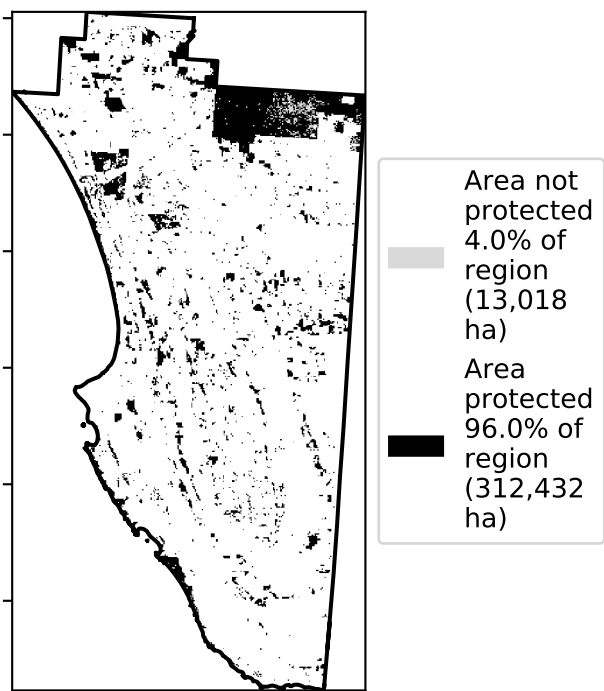 Area not
protected
4.0% of
region
(13,018
ha)
Area
protected
96.0% of
region
(312,432
ha)